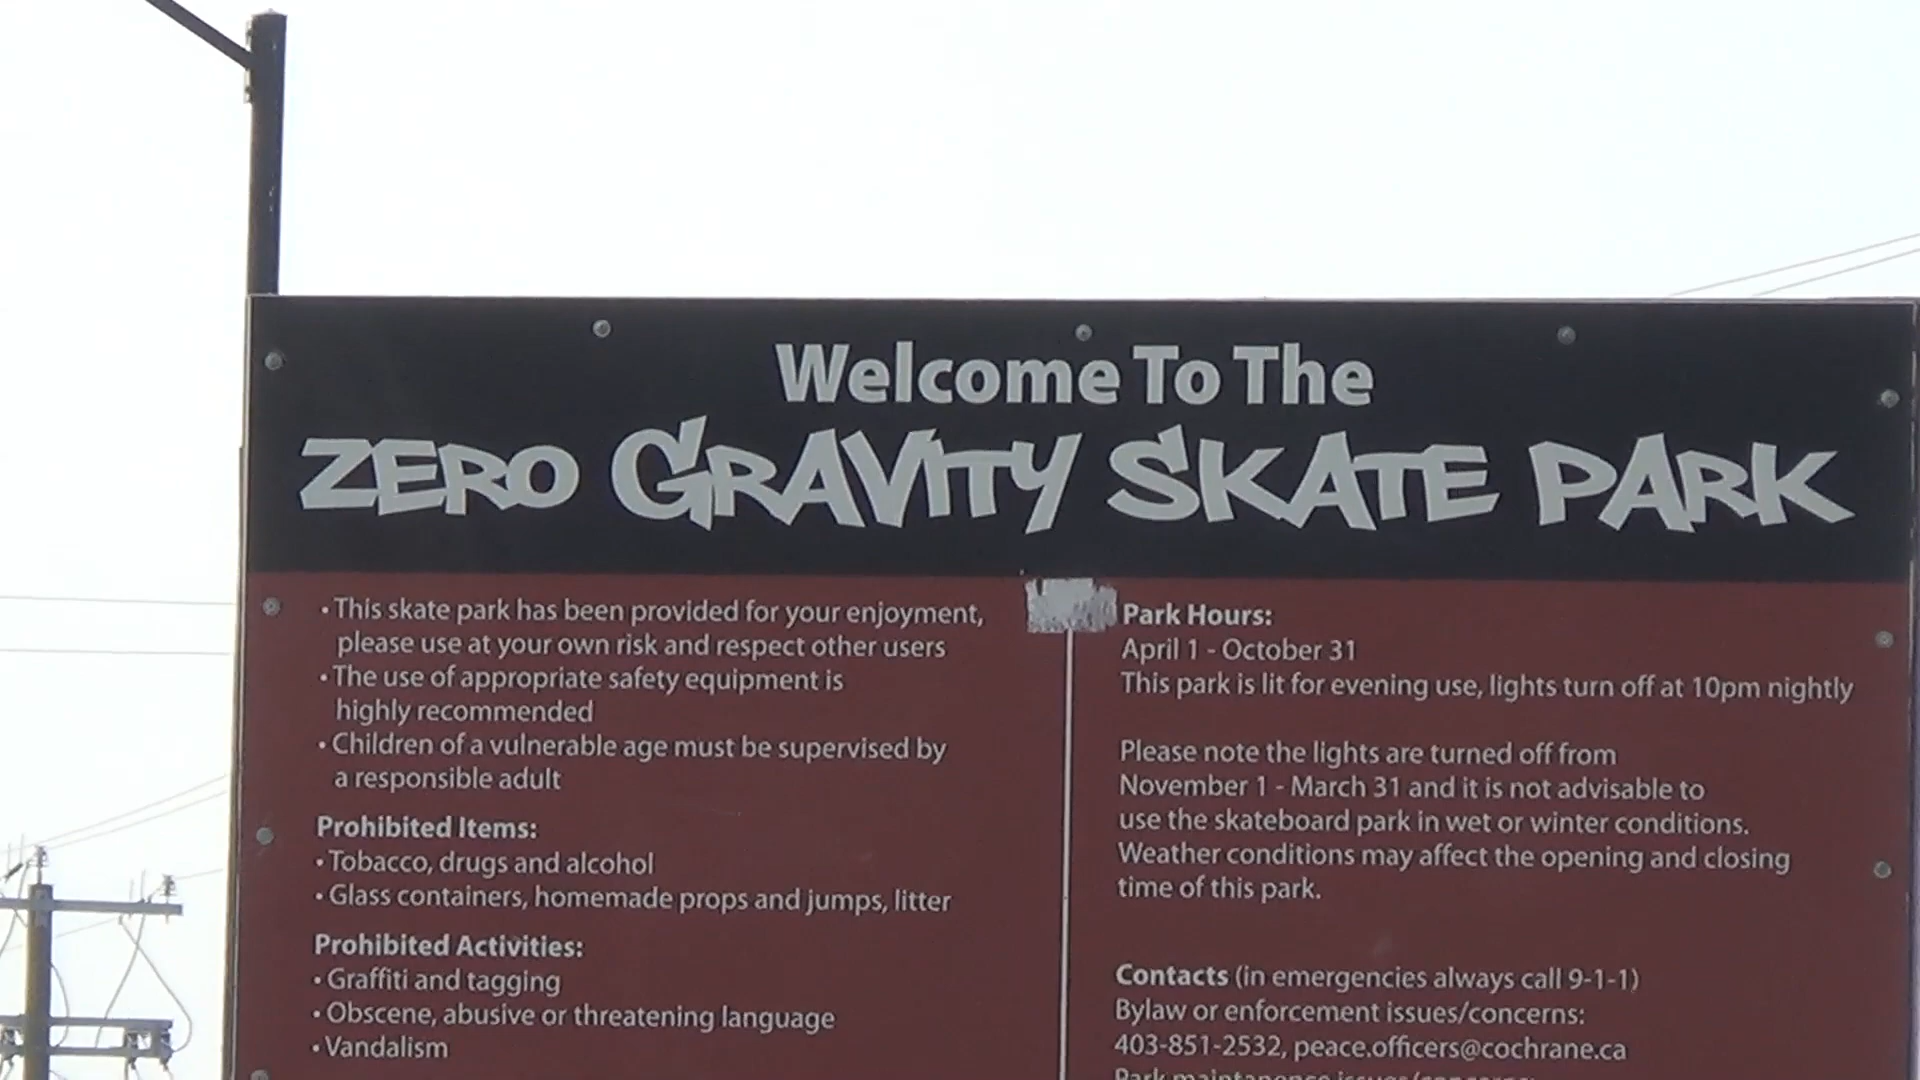 Welcome To The
ZERO GRAVITY SKATE PARK
• This skate park has been provided for your enjoyment,
please use at your own risk and respect other users
• The use of appropriate safety equipment is
highly recommended
• Children of a vulnerable age must be supervised by
a responsible adult
Prohibited Items:
• Tobacco, drugs and alcohol
• Glass containers, homemade props and jumps, litter
Prohibited Activities:
• Graffiti and tagging
• Obscene, abusive or threatening language
• Vandalism
Park Hours:
April 1 - October 31
This park is lit for evening use, lights turn off at 10pm nightly
Please note the lights are turned off from
November 1 - March 31 and it is not advisable to
use the skateboard park in wet or winter conditions.
Weather conditions may affect the opening and closing
time of this park.
Contacts (in emergencies always call 9-1-1)
Bylaw or enforcement issues/concerns:
403-851-2532, peace.officers@cochrane.ca
Park maintanence issues/concerns: